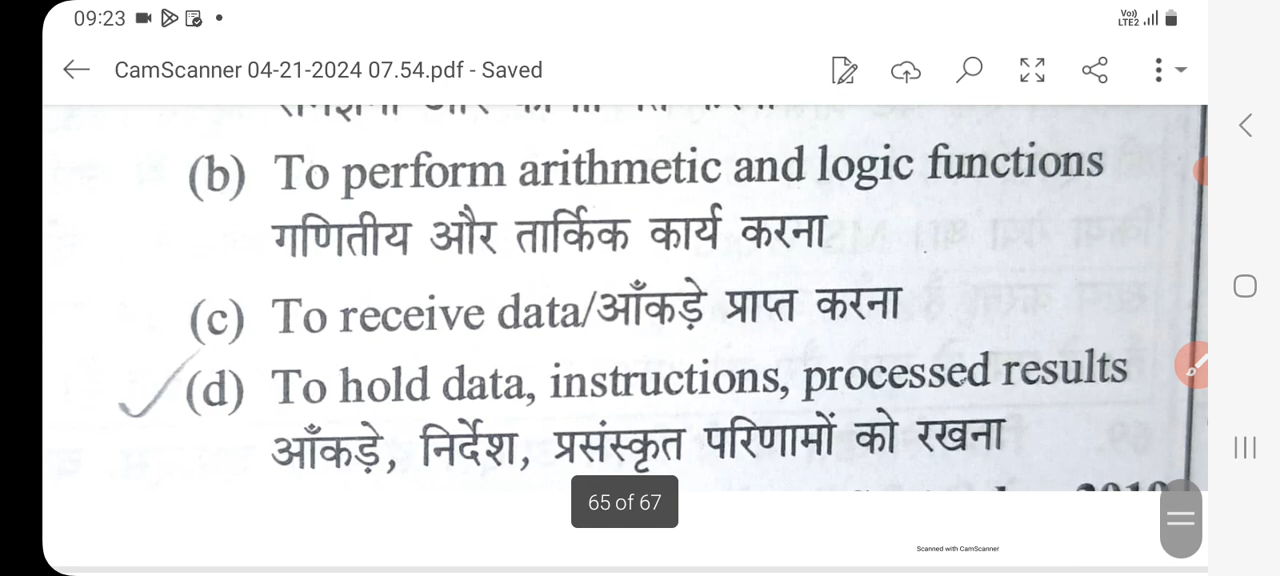 09:23
Vo)) LTE2
CamScanner 04-21-2024 07.54.pdf - Saved
(b) To perform arithmetic and logic functions
गणितीय और तार्किक कार्य करना
(c) To receive data/आँकड़े प्राप्त करना
(d) To hold data, instructions, processed results
आँकड़े, निर्देश, प्रसंस्कृत परिणामों को रखना
65 of 67
Scanned with CamScanner